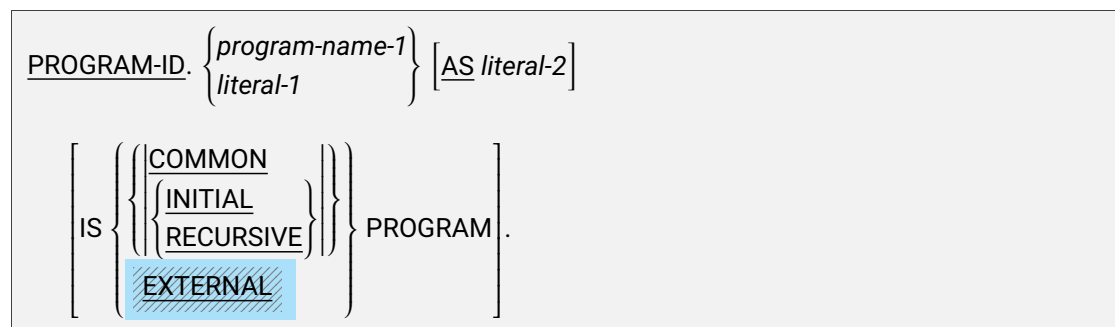 PROGRAM-ID. program-name-1 [AS literal-2]
literal-1
COMMON
INITIAL
IS RECURSIVE PROGRAM .
EXTERNAL